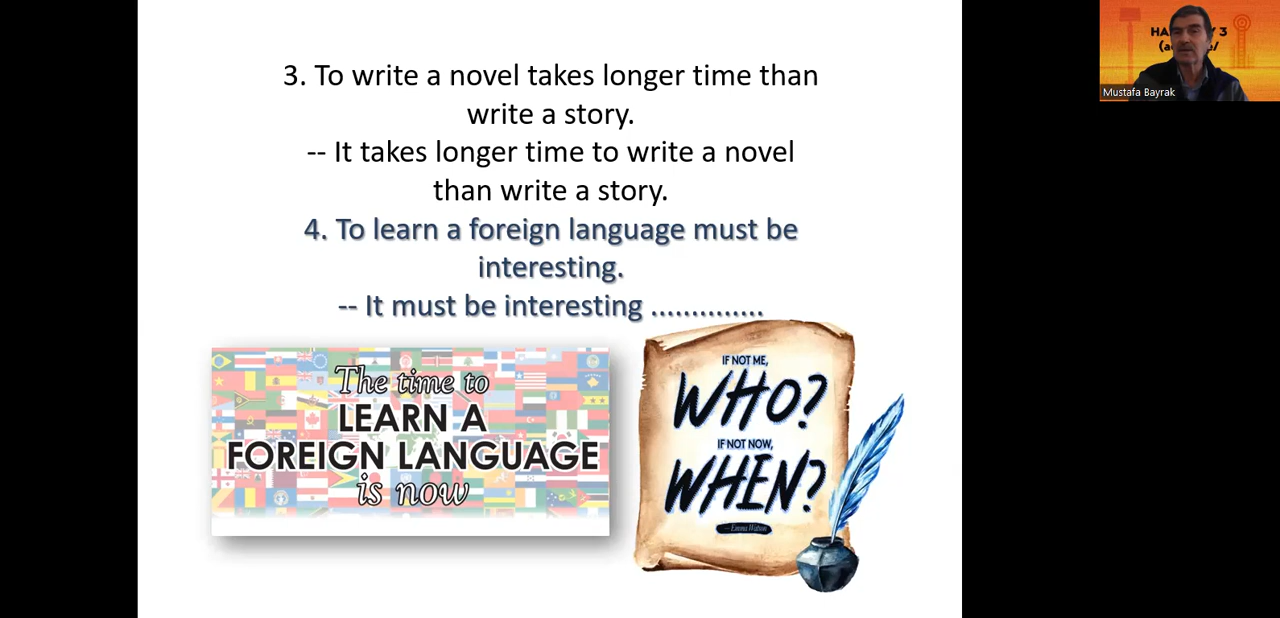 3. To write a novel takes longer time than
write a story.
-- It takes longer time to write a novel
than write a story.
4. To learn a foreign language must be
interesting.
-- It must be interesting ..............
The time to
LEARN A
FOREIGN LANGUAGE
is now
IF NOT ME,
WHO?
IF NOT NOW,
WHEN?
— Emma Watson
Mustafa Bayrak